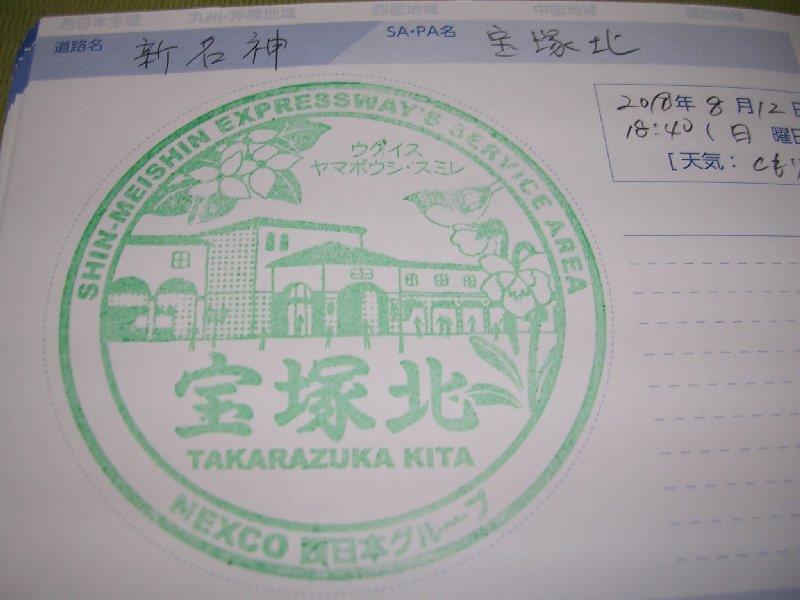 西日本全域 九州・沖縄地域 四国地域 中国地域 関西地域
道路名 新名神 SA・PA名 宝塚北
2018年 8月12日
18:40 (日 曜日
[天気: くもり
SHIN-MEISHIN EXPRESSWAY'S SERVICE AREA
ウグイス
ヤマボウシ・スミレ
宝塚北
TAKARAZUKA KITA
NEXCO 西日本グループ